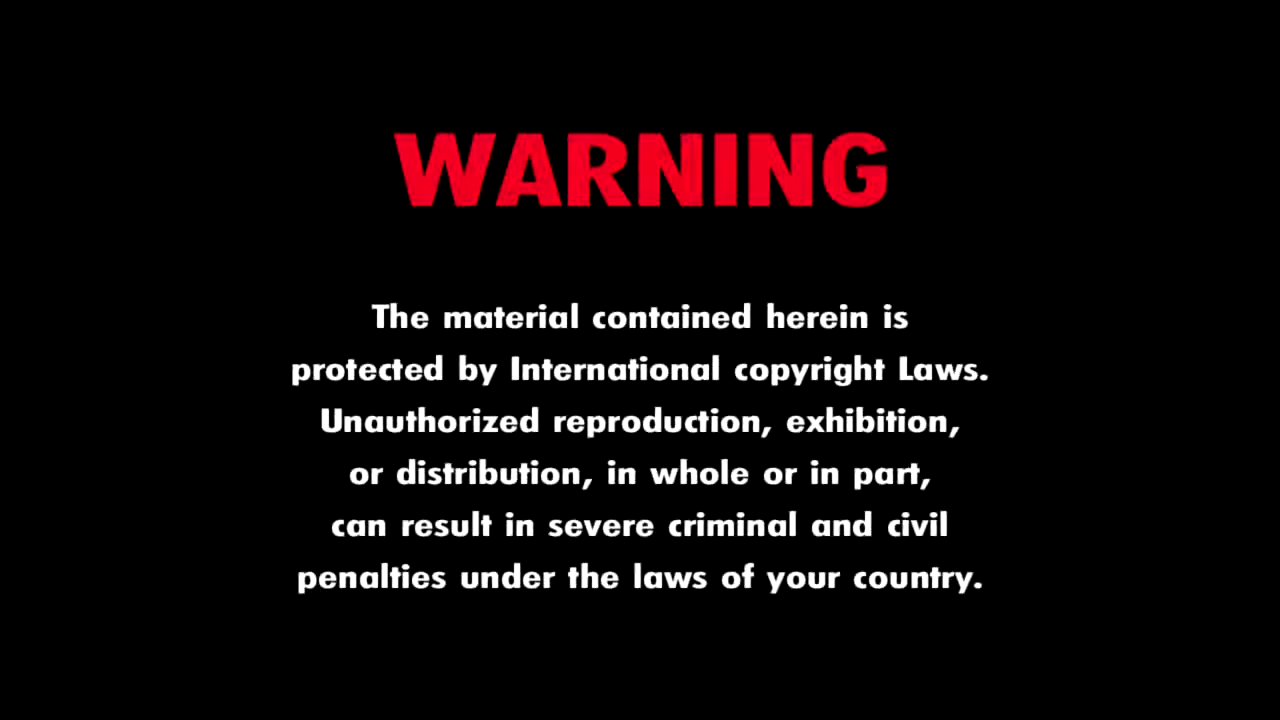 WARNING
The material contained herein is
protected by International copyright Laws.
Unauthorized reproduction, exhibition,
or distribution, in whole or in part,
can result in severe criminal and civil
penalties under the laws of your country.